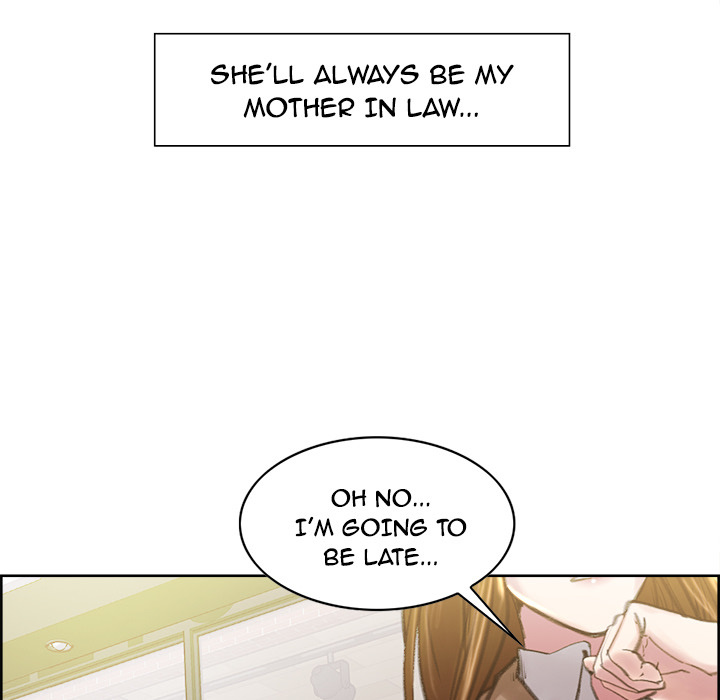 SHE'LL ALWAYS BE MY
MOTHER IN LAW...
OH NO...
I'M GOING TO
BE LATE...